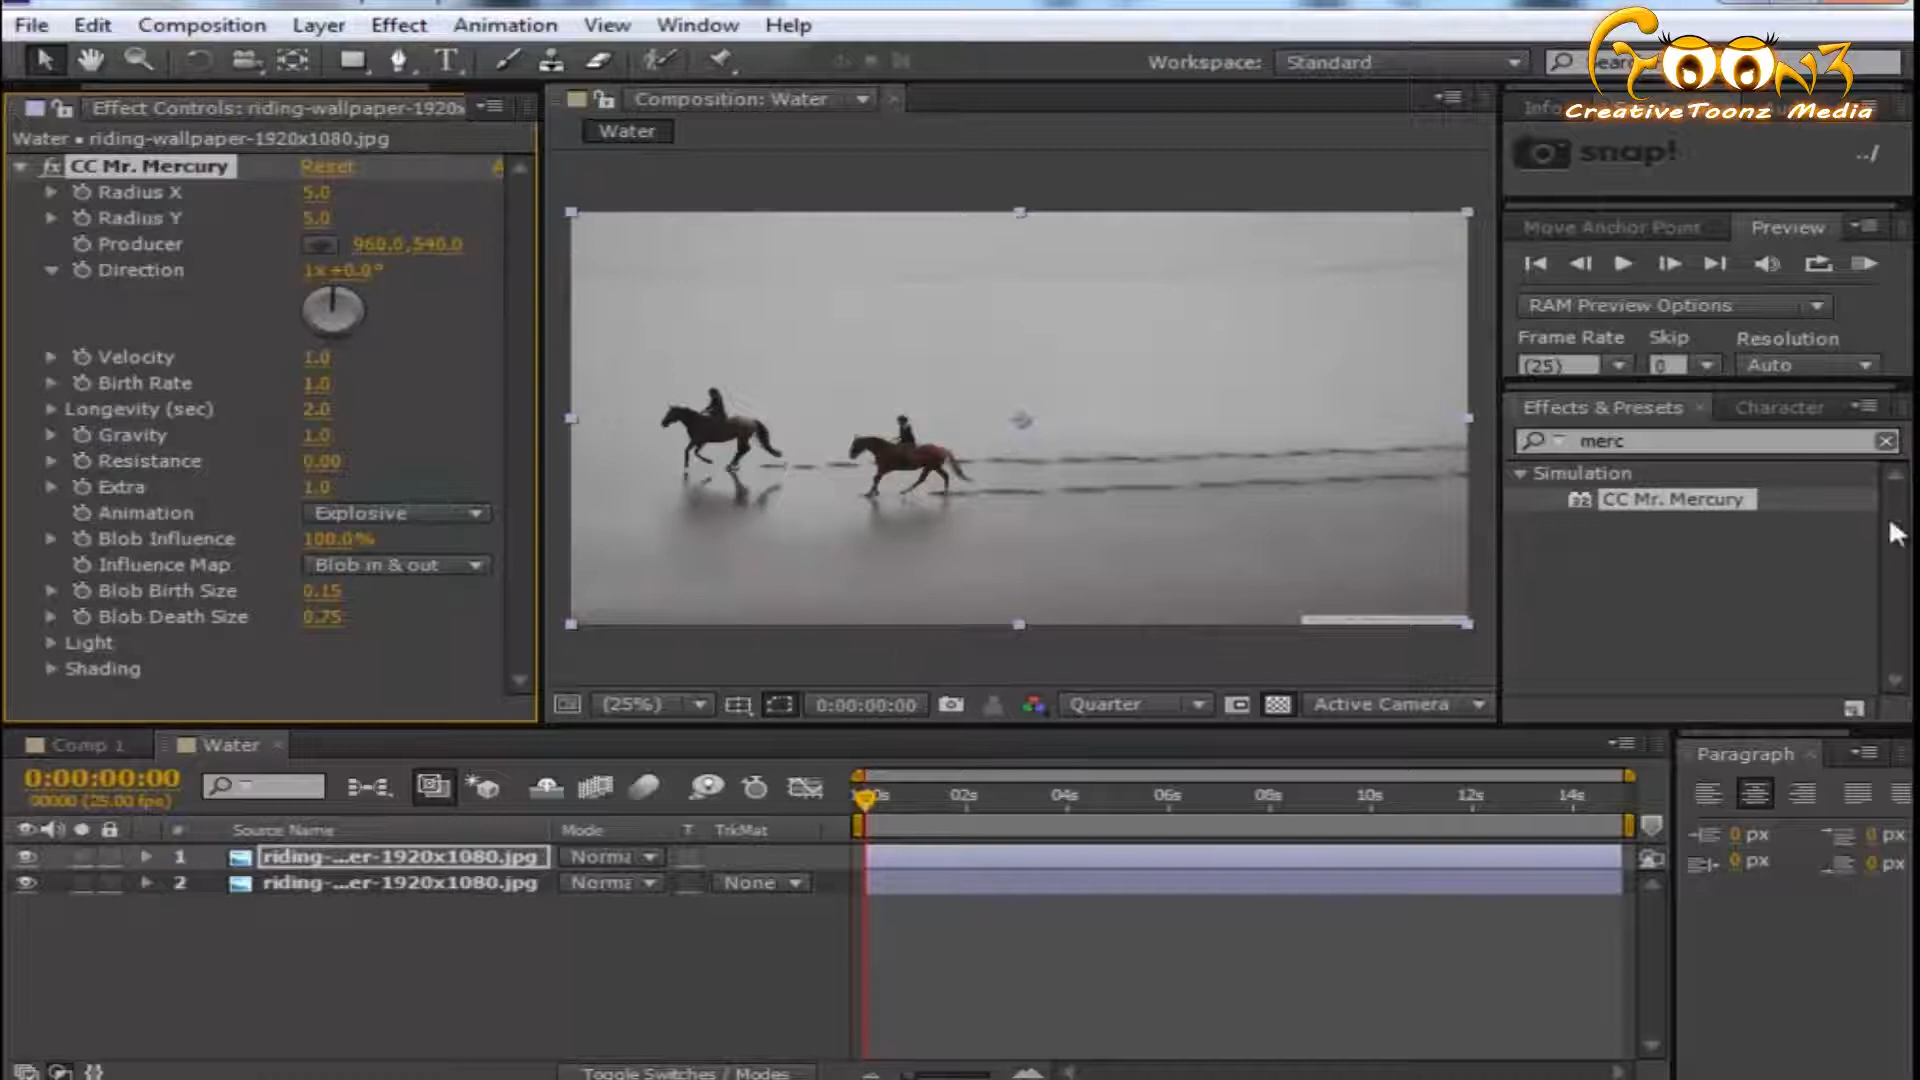 File Edit Composition Layer Effect Animation View Window Help
Workspace: Standard
CreativeToonz Media
Effect Controls: riding-wallpaper-1920x
Composition: Water
Water • riding-wallpaper-1920x1080.jpg
Water
snap!
../
fx CC Mr. Mercury Reset
Radius X 5.0
Radius Y 5.0
Producer 960.0,540.0
Direction 1x+0.0°
Velocity 1.0
Birth Rate 1.0
Longevity (sec) 2.0
Gravity 1.0
Resistance 0.00
Extra 1.0
Animation Explosive
Blob Influence 100.0%
Influence Map Blob in & out
Blob Birth Size 0.15
Blob Death Size 0.75
Light
Shading
Move Anchor Point Preview
RAM Preview Options
Frame Rate Skip Resolution
(25) 0 Auto
Effects & Presets Character
merc
Simulation
32 CC Mr. Mercury
(25%) 0:00:00:00 Quarter Active Camera
Comp 1 Water
0:00:00:00
00000 (25.00 fps)
02s 04s 06s 08s 10s 12s 14s
# Source Name Mode T TrkMat
1 riding-...er-1920x1080.jpg Norma
2 riding-...er-1920x1080.jpg Norma None
Toggle Switches / Modes
Paragraph
0 px 0 px
0 px 0 px